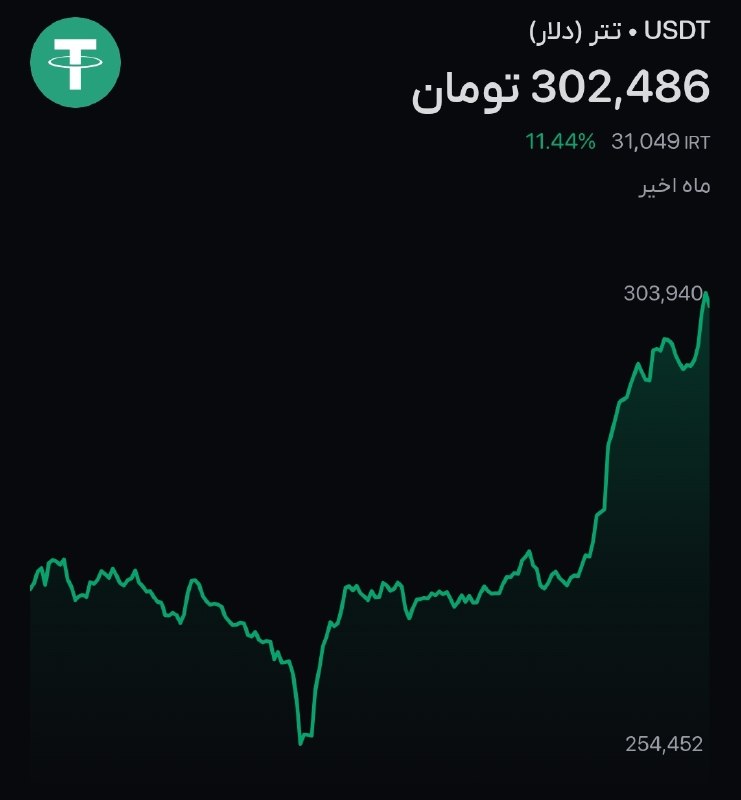 USDT • تتر (دلار)
302,486 تومان
31,049 IRT 11.44%
ماه اخیر
303,940
254,452